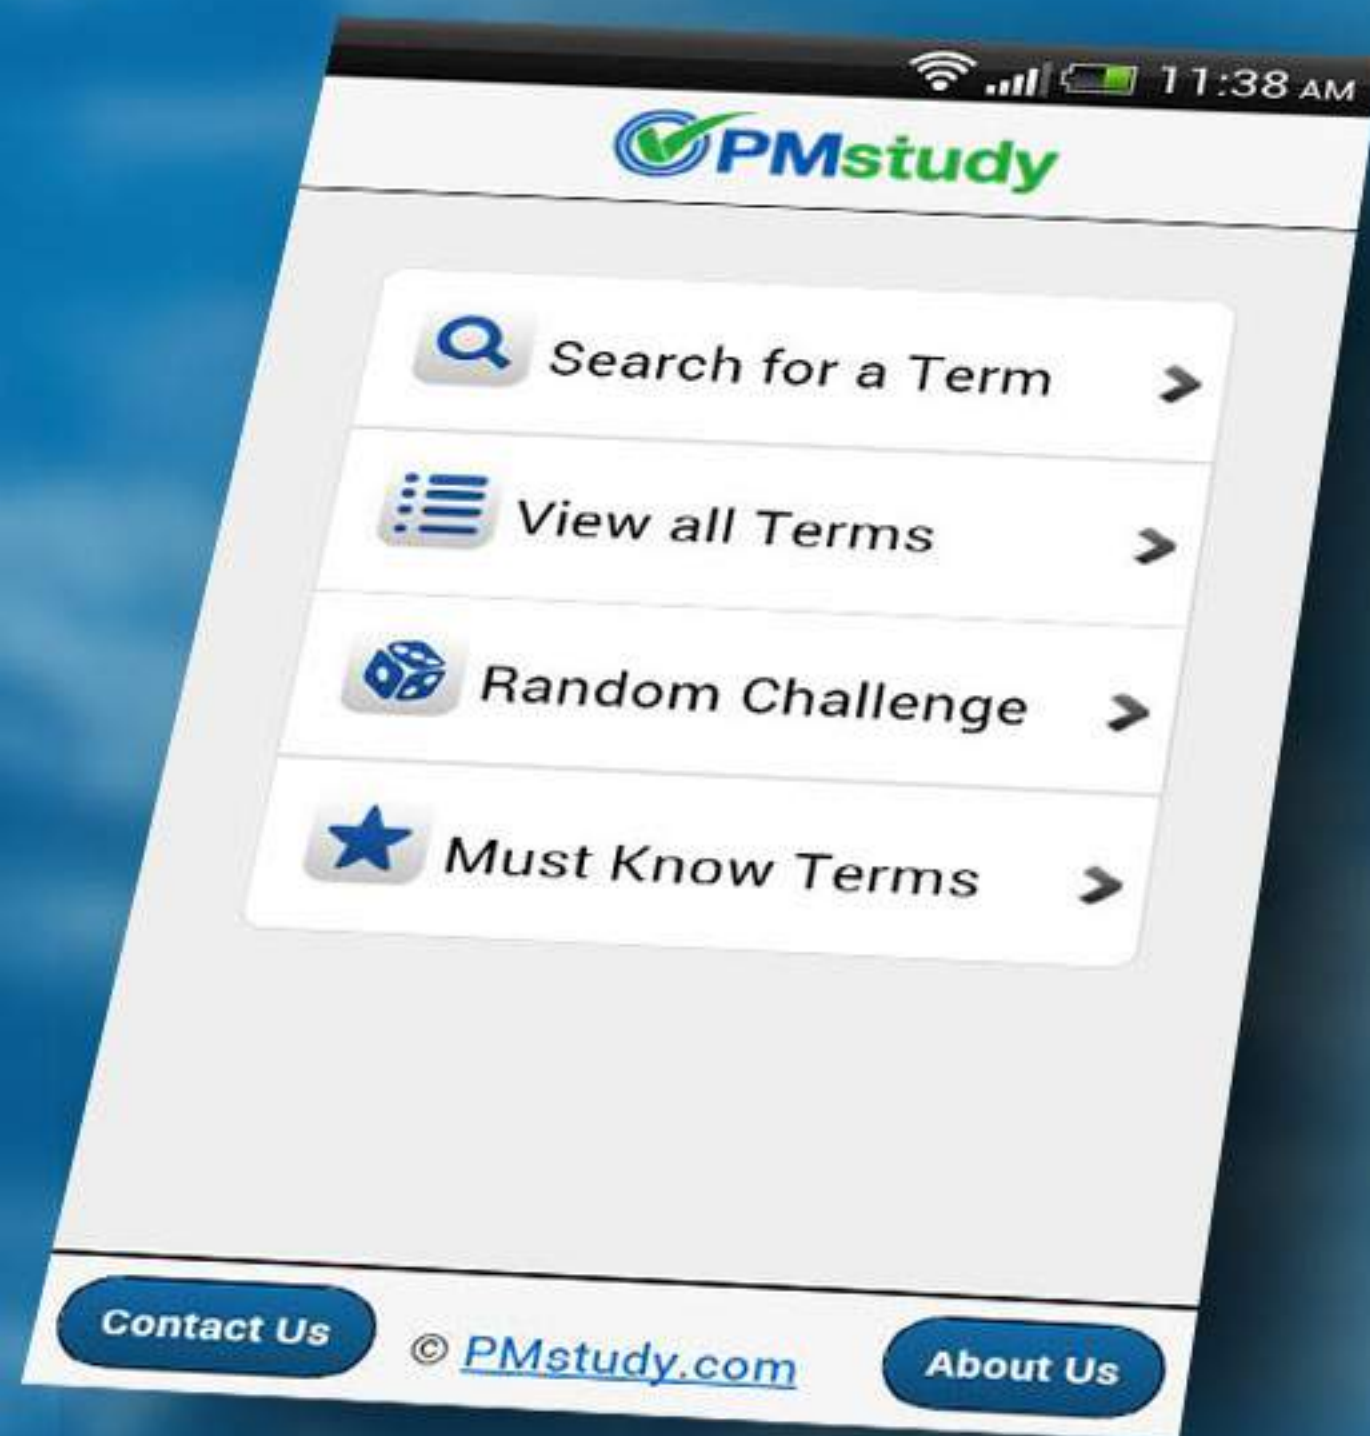 11:38 AM
PMstudy
Search for a Term
View all Terms
Random Challenge
Must Know Terms
Contact Us
© PMstudy.com
About Us